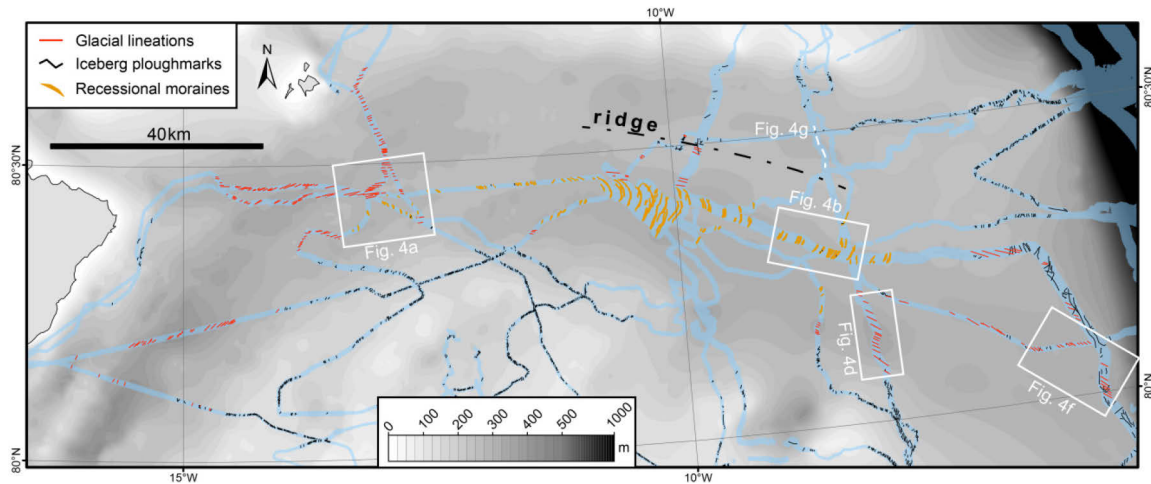 10°W
Glacial lineations
Iceberg ploughmarks
Recessional moraines
N
40km
80°30'N
80°30'N
ridge
Fig. 4g
Fig. 4b
Fig. 4a
Fig. 4d
Fig. 4f
80°N
80°N
0
100
200
300
400
500
1000
m
15°W
10°W